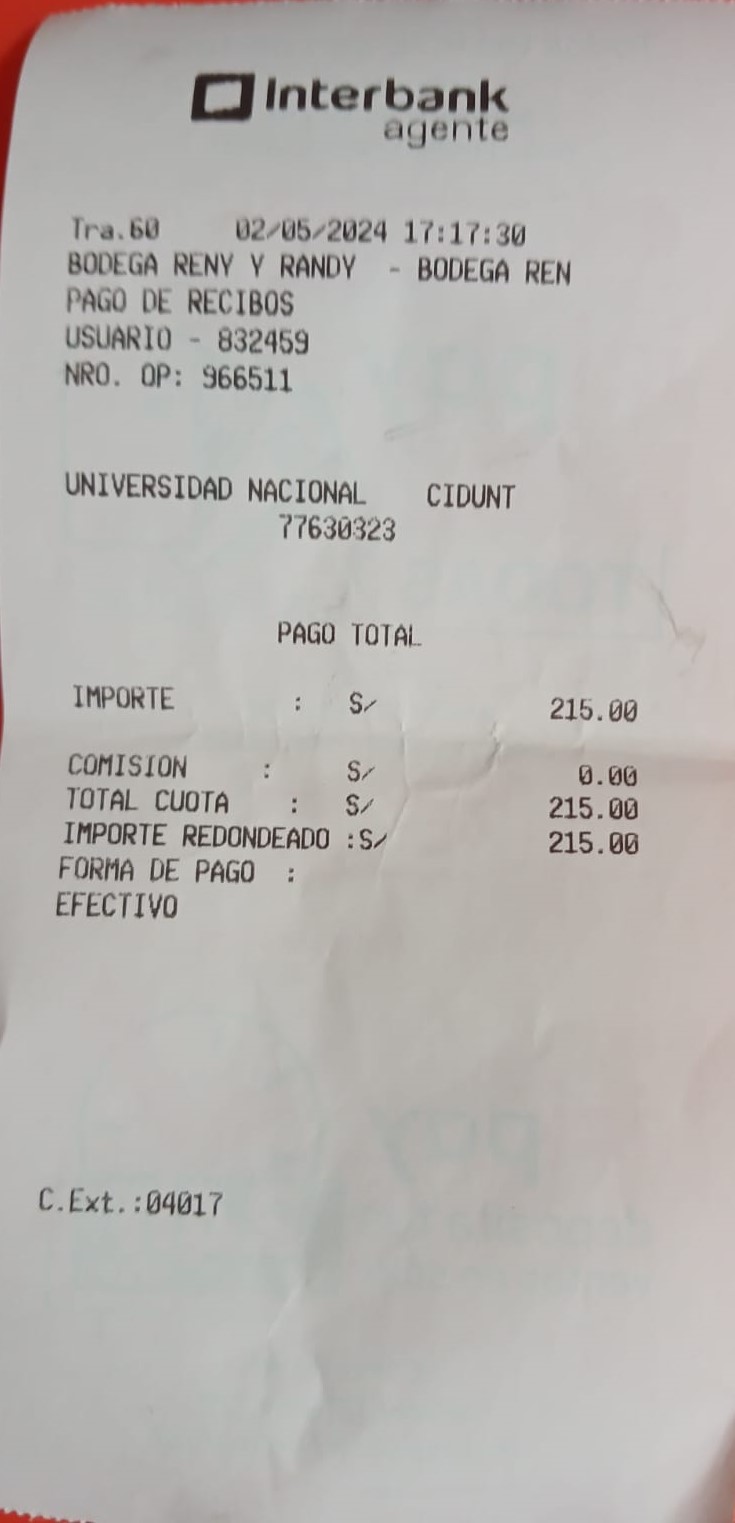 Interbank
agente
Tra.60 02/05/2024 17:17:30
BODEGA RENY Y RANDY - BODEGA REN
PAGO DE RECIBOS
USUARIO - 832459
NRO. OP: 966511
UNIVERSIDAD NACIONAL CIDUNT
77630323
PAGO TOTAL
IMPORTE : S/ 215.00
COMISION : S/ 0.00
TOTAL CUOTA : S/ 215.00
IMPORTE REDONDEADO :S/ 215.00
FORMA DE PAGO :
EFECTIVO
C.Ext.:04017